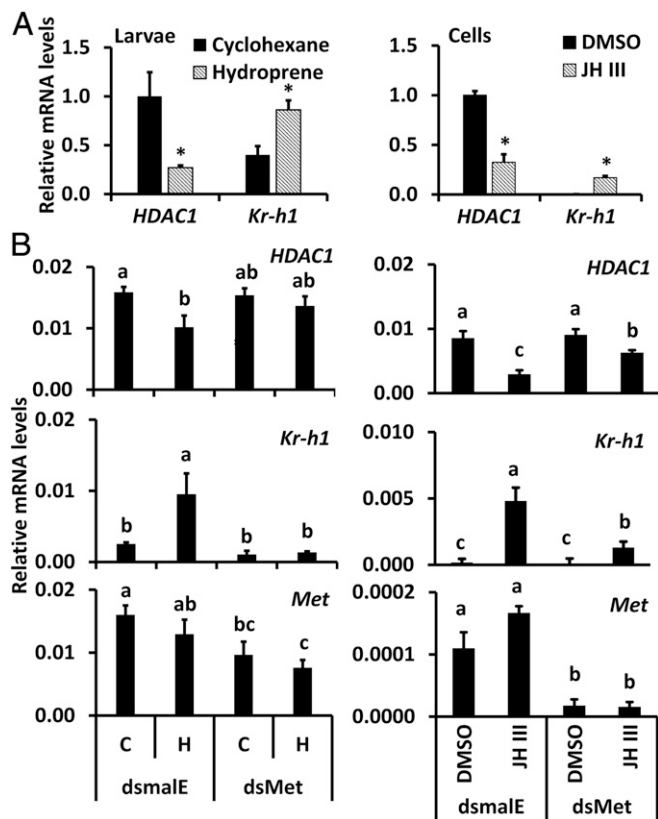 A
Larvae
Cyclohexane
Hydroprene
Relative mRNA levels
1.5
1.0
0.5
0.0
*
*
HDAC1 Kr-h1
Cells
DMSO
JH III
1.5
1.0
0.5
0.0
*
*
HDAC1 Kr-h1
B
Relative mRNA levels
HDAC1
0.02
0.01
0.00
a b ab ab
HDAC1
0.02
0.01
0.00
a c a b
Kr-h1
0.02
0.01
0.00
b a b b
Kr-h1
0.010
0.005
0.000
c a c b
Met
0.02
0.01
0.00
a ab bc c
C H C H
dsmalE dsMet
Met
0.0002
0.0001
0.0000
a a b b
DMSO JH III DMSO JH III
dsmalE dsMet